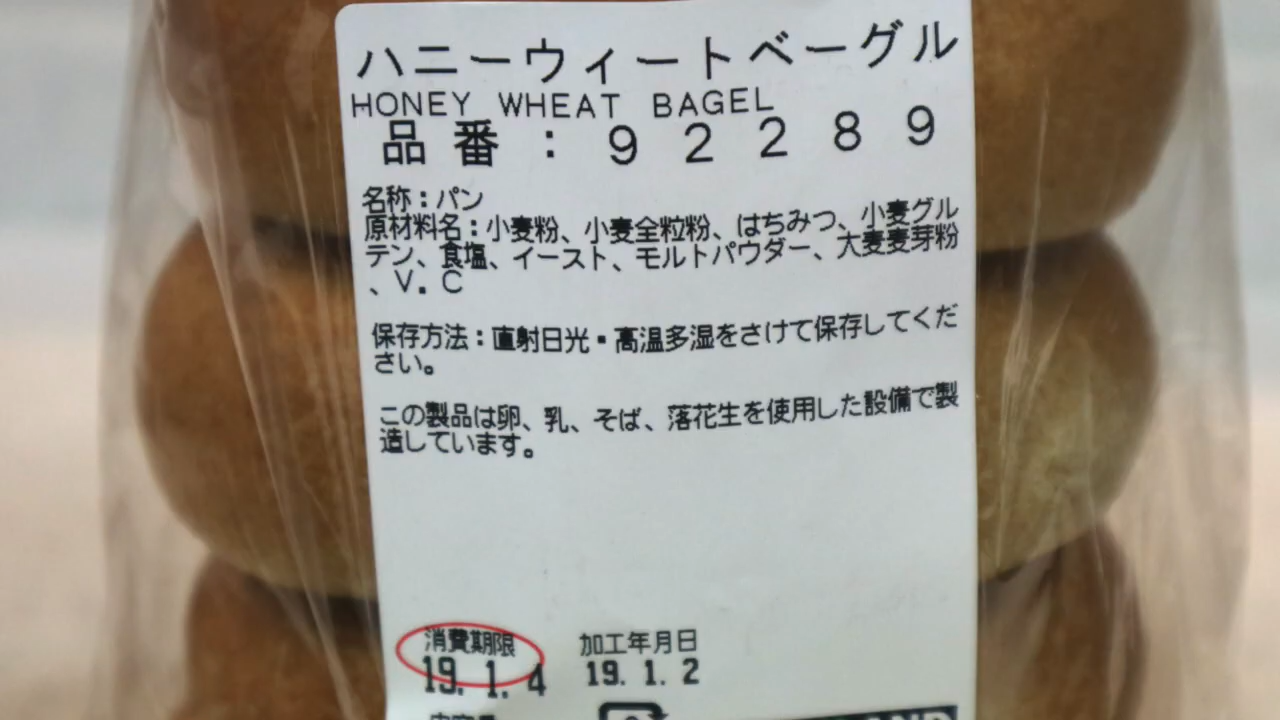 ハニーウィートベーグル
HONEY WHEAT BAGEL
品番：92289
名称：パン
原材料名：小麦粉、小麦全粒粉、はちみつ、小麦グル
テン、食塩、イースト、モルトパウダー、大麦麦芽粉
、V．C
保存方法：直射日光・高温多湿をさけて保存してくだ
さい。
この製品は卵、乳、そば、落花生を使用した設備で製
造しています。
消費期限 加工年月日
19. 1. 4 19. 1. 2